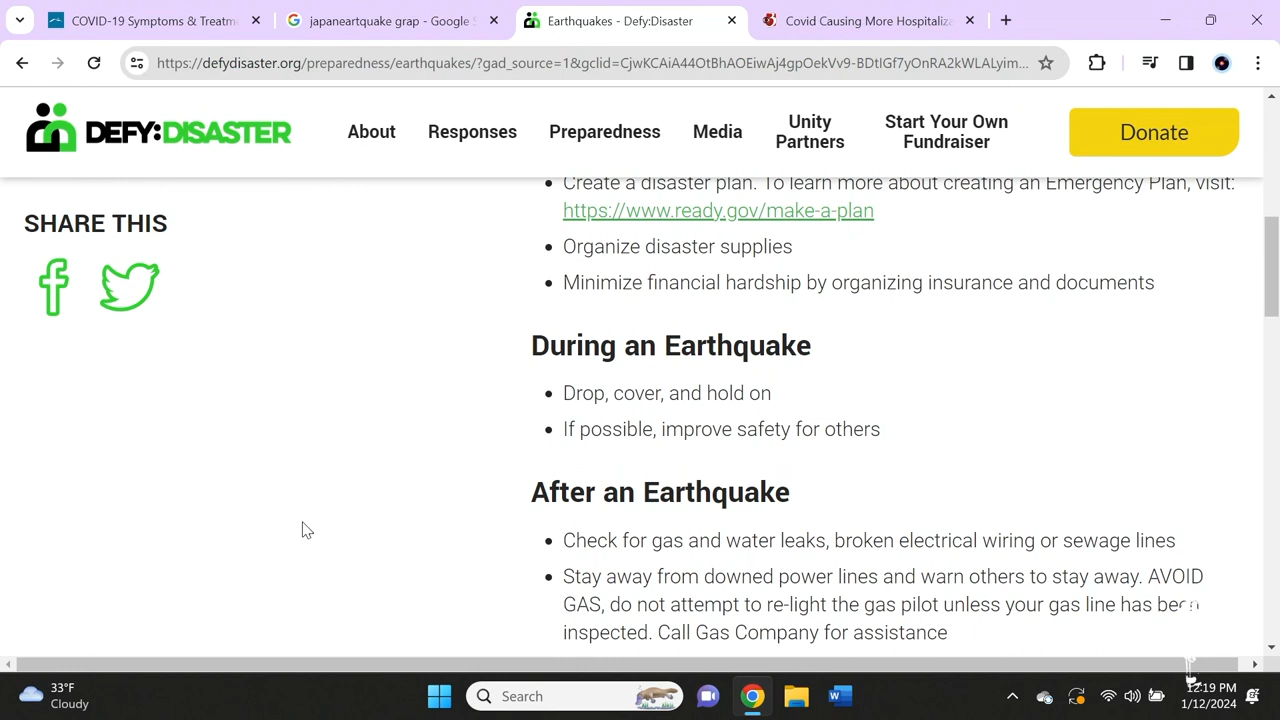 COVID-19 Symptoms & Treatm
japaneartquake grap - Google S
Earthquakes - Defy:Disaster
Covid Causing More Hospitaliza
https://defydisaster.org/preparedness/earthquakes/?gad_source=1&gclid=CjwKCAiA44OtBhAOEiwAj4gpOekVv9-BDtIGf7yOnRA2kWLALyim...
DEFY:DISASTER
About
Responses
Preparedness
Media
Unity
Partners
Start Your Own
Fundraiser
Donate
SHARE THIS
• Create a disaster plan. To learn more about creating an Emergency Plan, visit:
https://www.ready.gov/make-a-plan
• Organize disaster supplies
• Minimize financial hardship by organizing insurance and documents
During an Earthquake
• Drop, cover, and hold on
• If possible, improve safety for others
After an Earthquake
• Check for gas and water leaks, broken electrical wiring or sewage lines
• Stay away from downed power lines and warn others to stay away. AVOID
GAS, do not attempt to re-light the gas pilot unless your gas line has been
inspected. Call Gas Company for assistance
33°F
Cloudy
Search
12:19 PM
1/12/2024